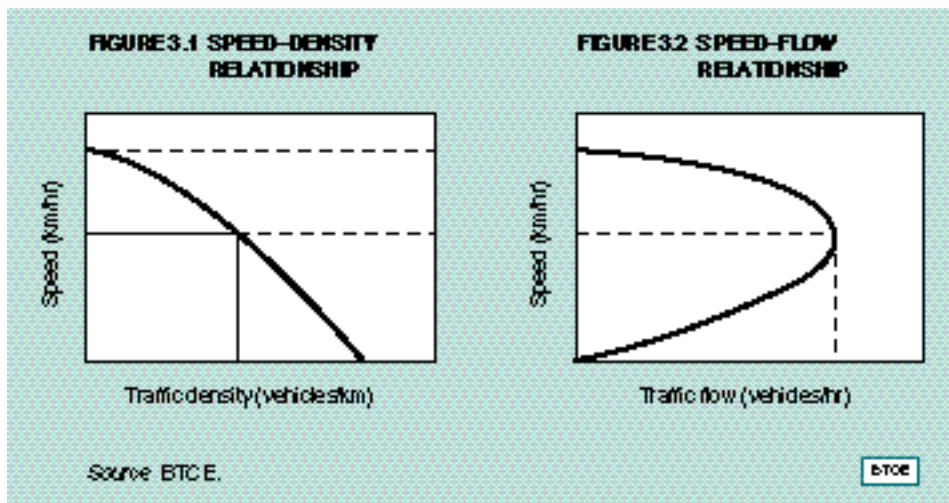 FIGURE 3.1 SPEED–DENSITY
RELATIONSHIP
Speed (km/hr)
Traffic density (vehicles/km)
FIGURE 3.2 SPEED–FLOW
RELATIONSHIP
Speed (km/hr)
Traffic flow (vehicles/hr)
Source BTCE.
BTCE